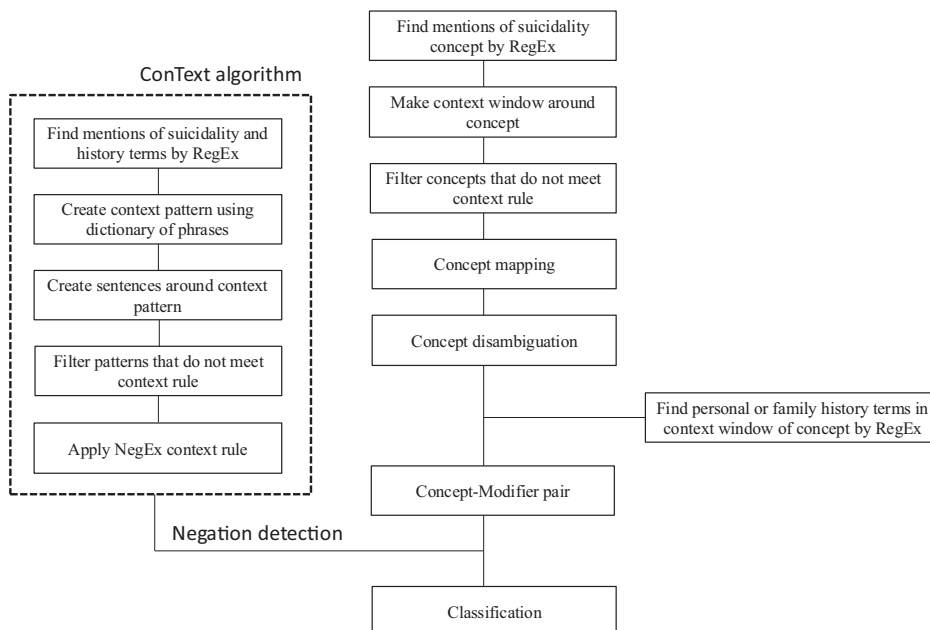 ConText algorithm
Find mentions of suicidality and
history terms by RegEx
Create context pattern using
dictionary of phrases
Create sentences around context
pattern
Filter patterns that do not meet
context rule
Apply NegEx context rule
Negation detection
Find mentions of suicidality
concept by RegEx
Make context window around
concept
Filter concepts that do not meet
context rule
Concept mapping
Concept disambiguation
Find personal or family history terms in
context window of concept by RegEx
Concept-Modifier pair
Classification